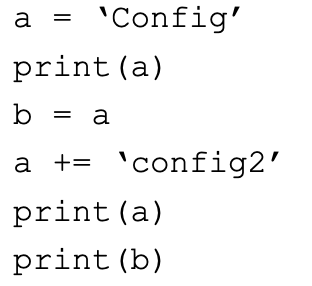 a = ‵Config′
print(a)
b = a
a += ‵config2′
print(a)
print(b)